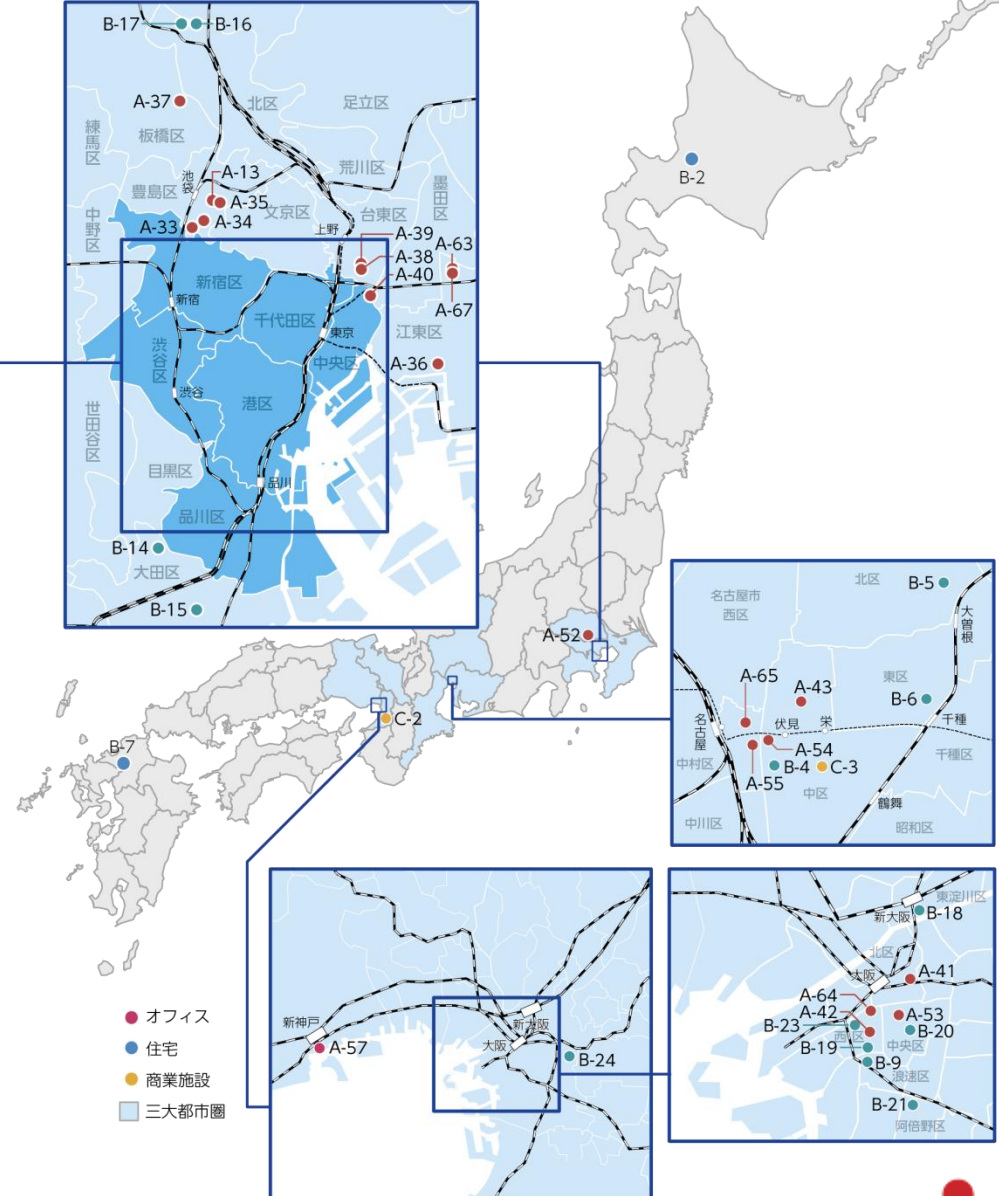 B-17
B-16
A-37
北区
足立区
練馬区
板橋区
荒川区
池袋
A-13
豊島区
A-35
文京区
墨田区
中野区
A-33
A-34
台東区
上野
A-39
A-38
A-63
A-40
新宿区
A-67
新宿
千代田区
東京
江東区
渋谷区
中央区
A-36
渋谷
港区
世田谷区
目黒区
品川
品川区
B-14
大田区
B-15
B-2
A-52
C-2
B-7
名古屋市
西区
北区
B-5
大曽根
A-65
A-43
東区
B-6
名古屋
伏見
栄
千種
A-54
千種区
中村区
B-4
C-3
A-55
中区
鶴舞
中川区
昭和区
オフィス
住宅
商業施設
三大都市圏
新神戸
A-57
新大阪
大阪
B-24
東淀川区
新大阪
B-18
北区
大阪
A-41
A-64
A-42
A-53
B-23
B-20
西区
中央区
B-19
B-9
浪速区
B-21
阿倍野区